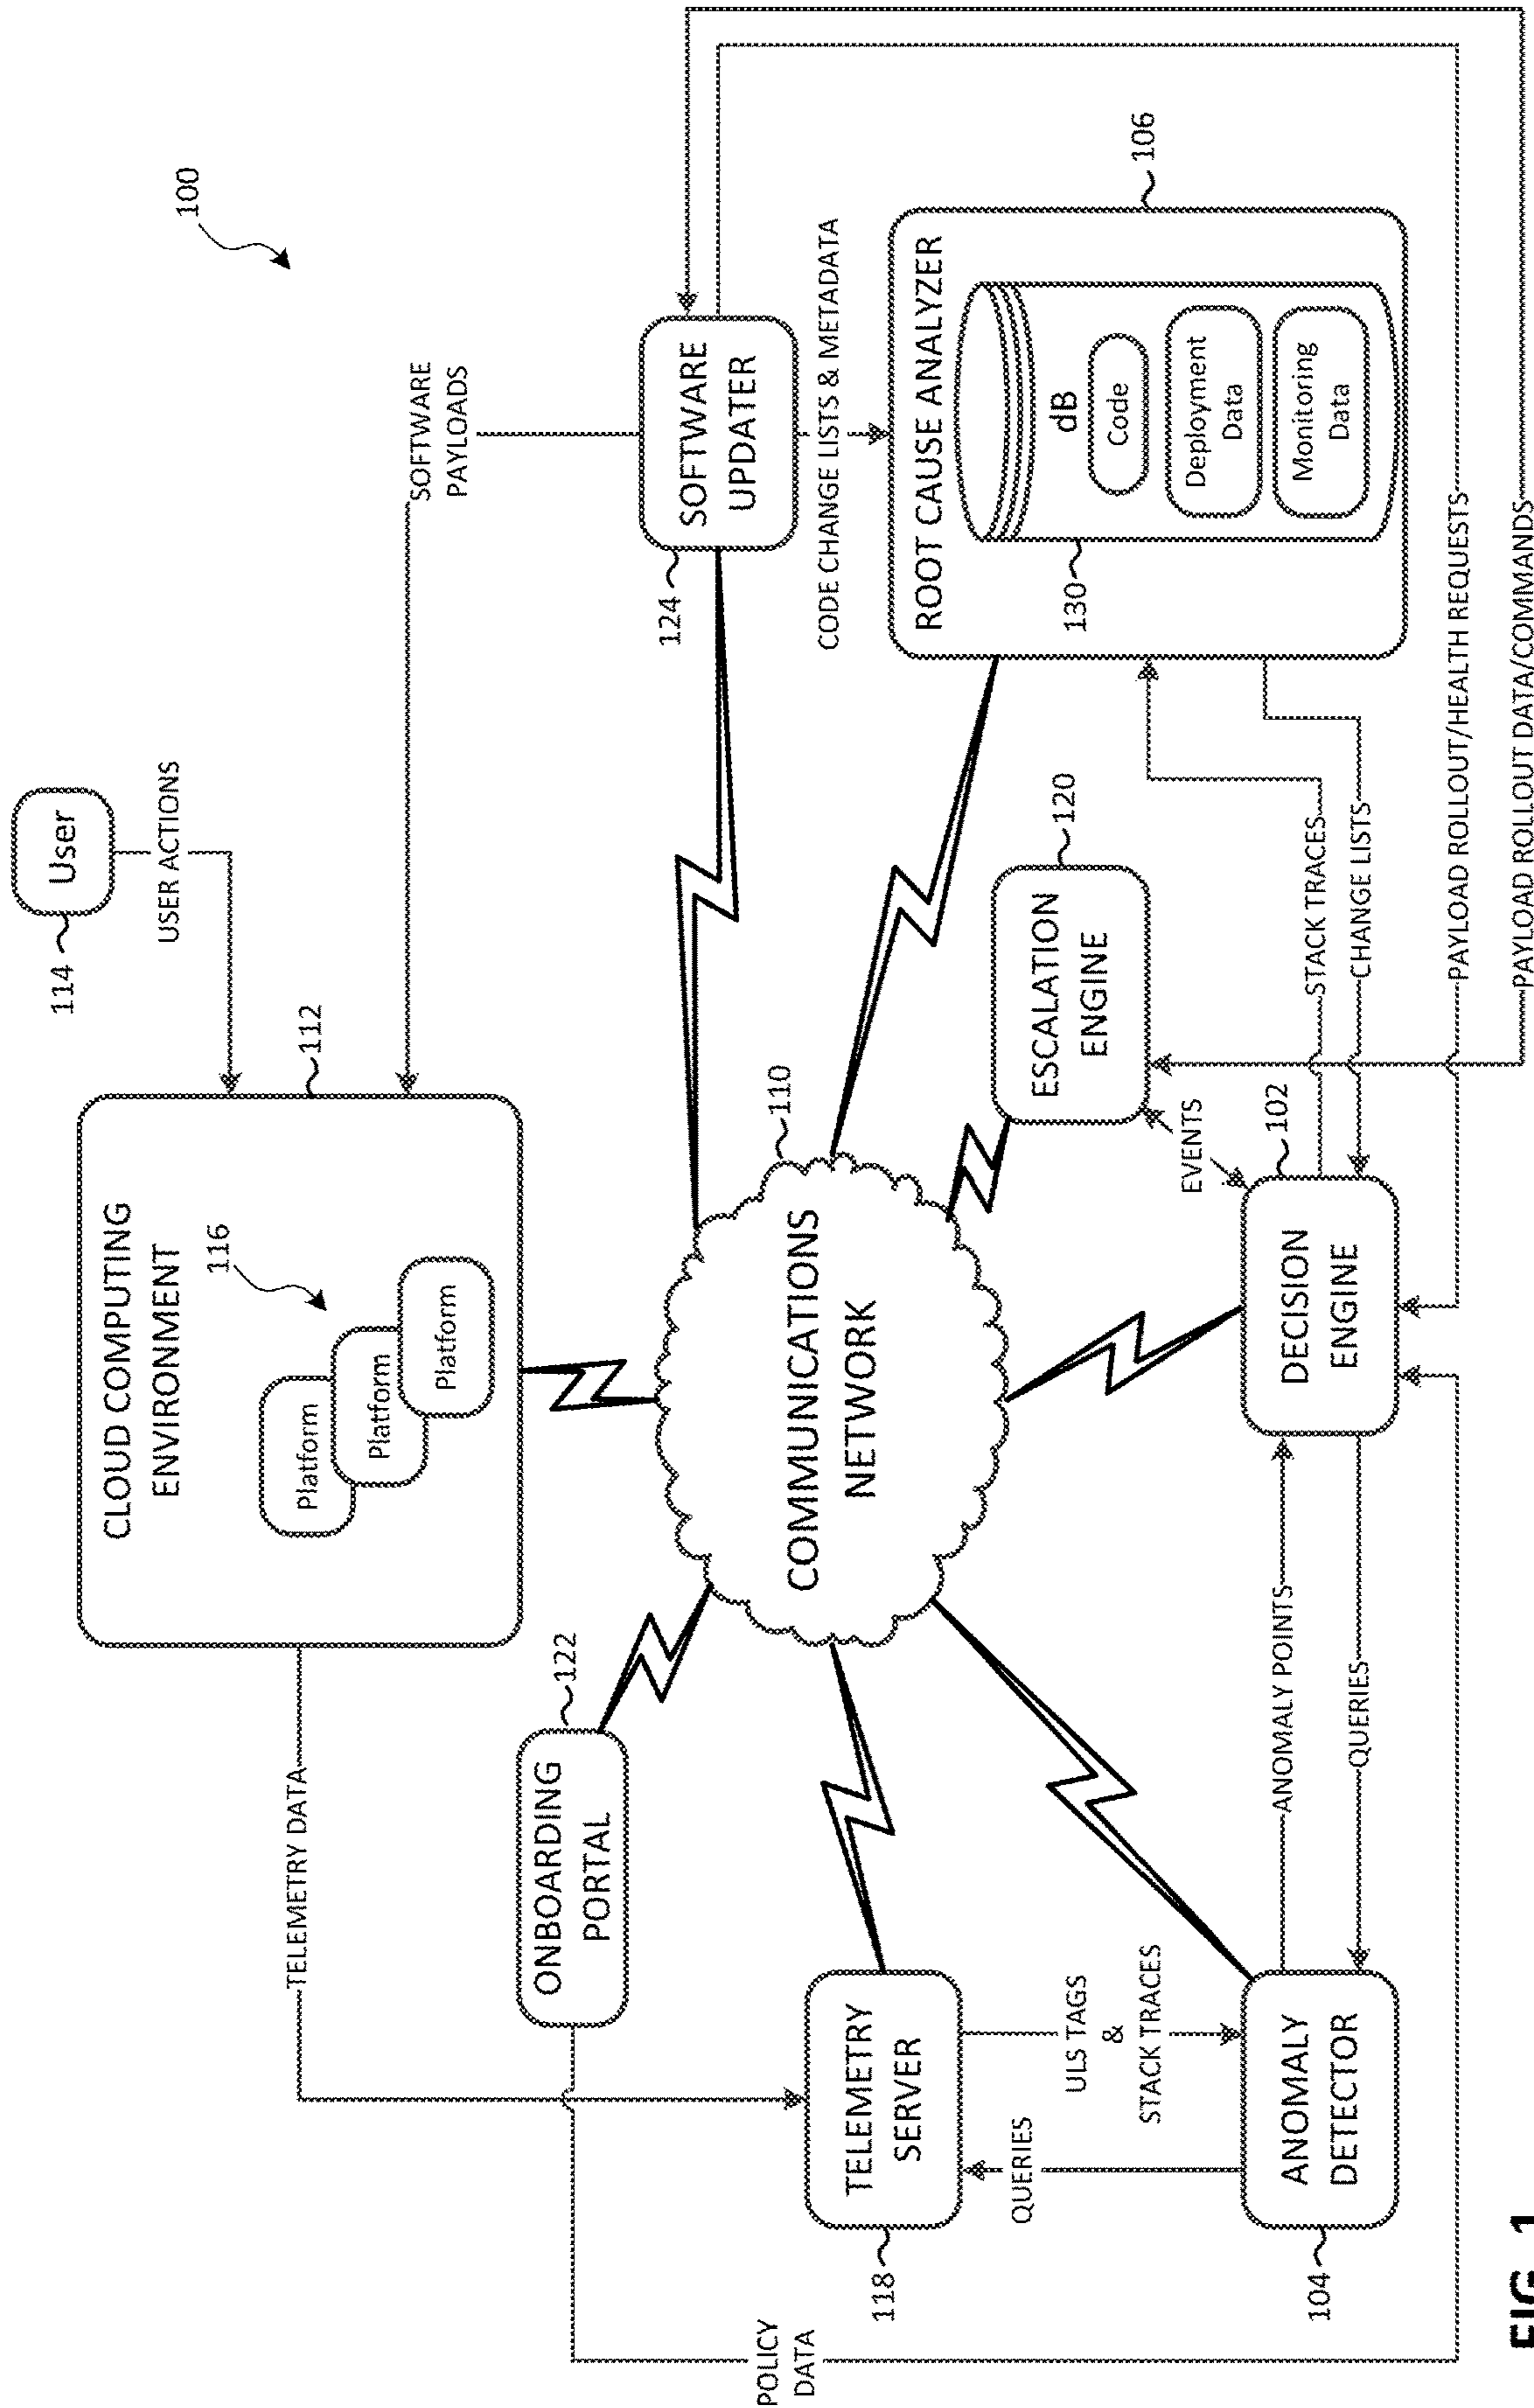 100
114
User
USER ACTIONS
112
CLOUD COMPUTING
ENVIRONMENT
116
Platform
Platform
Platform
SOFTWARE
PAYLOADS
TELEMETRY DATA
122
ONBOARDING
PORTAL
110
COMMUNICATIONS
NETWORK
124
SOFTWARE
UPDATER
CODE CHANGE LISTS & METADATA
106
ROOT CAUSE ANALYZER
130
dB
Code
Deployment
Data
Monitoring
Data
120
ESCALATION
ENGINE
118
TELEMETRY
SERVER
QUERIES
ULS TAGS
&
STACK TRACES
104
ANOMALY
DETECTOR
ANOMALY POINTS
QUERIES
EVENTS
102
DECISION
ENGINE
STACK TRACES
CHANGE LISTS
POLICY
DATA
PAYLOAD ROLLOUT/HEALTH REQUESTS
PAYLOAD ROLLOUT DATA/COMMANDS
FIG. 1